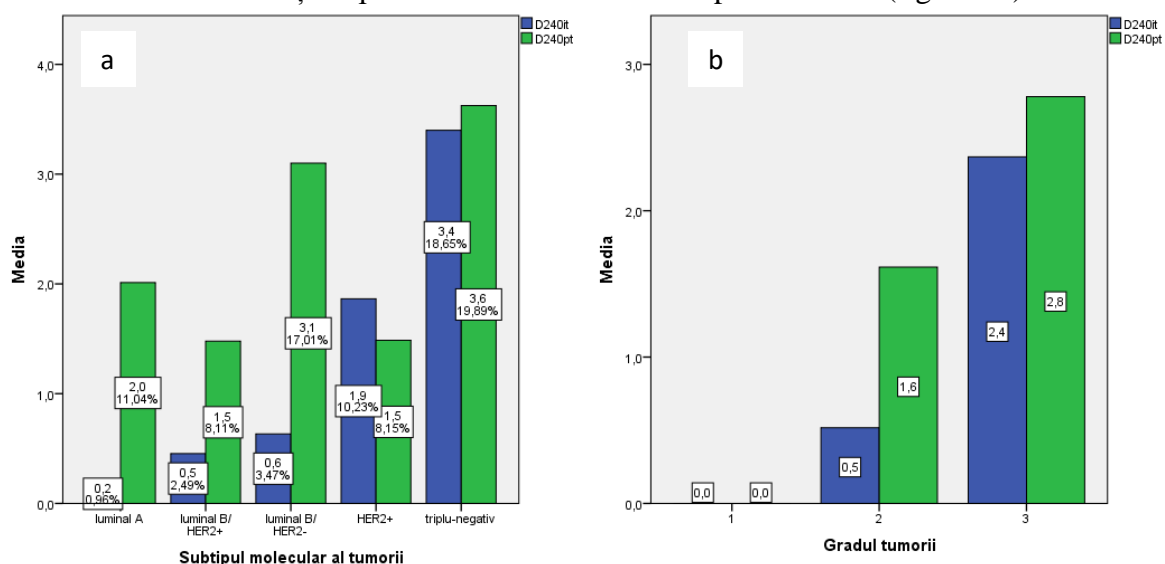 D240it
D240pt
a
4,0
3,0
2,0
1,0
0,0
Media
0,2
0,96%
2,0
11,04%
0,5
2,49%
1,5
8,11%
0,6
3,47%
3,1
17,01%
1,9
10,23%
1,5
8,15%
3,4
18,65%
3,6
19,89%
luminal A
luminal B/
HER2+
luminal B/
HER2-
HER2+
triplu-negativ
Subtipul molecular al tumorii
D240it
D240pt
b
3,0
2,0
1,0
0,0
Media
0,0
0,0
0,5
1,6
2,4
2,8
1
2
3
Gradul tumorii